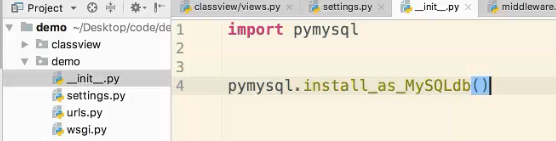 Project
classview/views.py
settings.py
__init__.py
middleware.
demo ~/Desktop/code/de
classview
demo
__init__.py
settings.py
urls.py
wsgi.py
1 import pymysql
2
3
4 pymysql.install_as_MySQLdb()